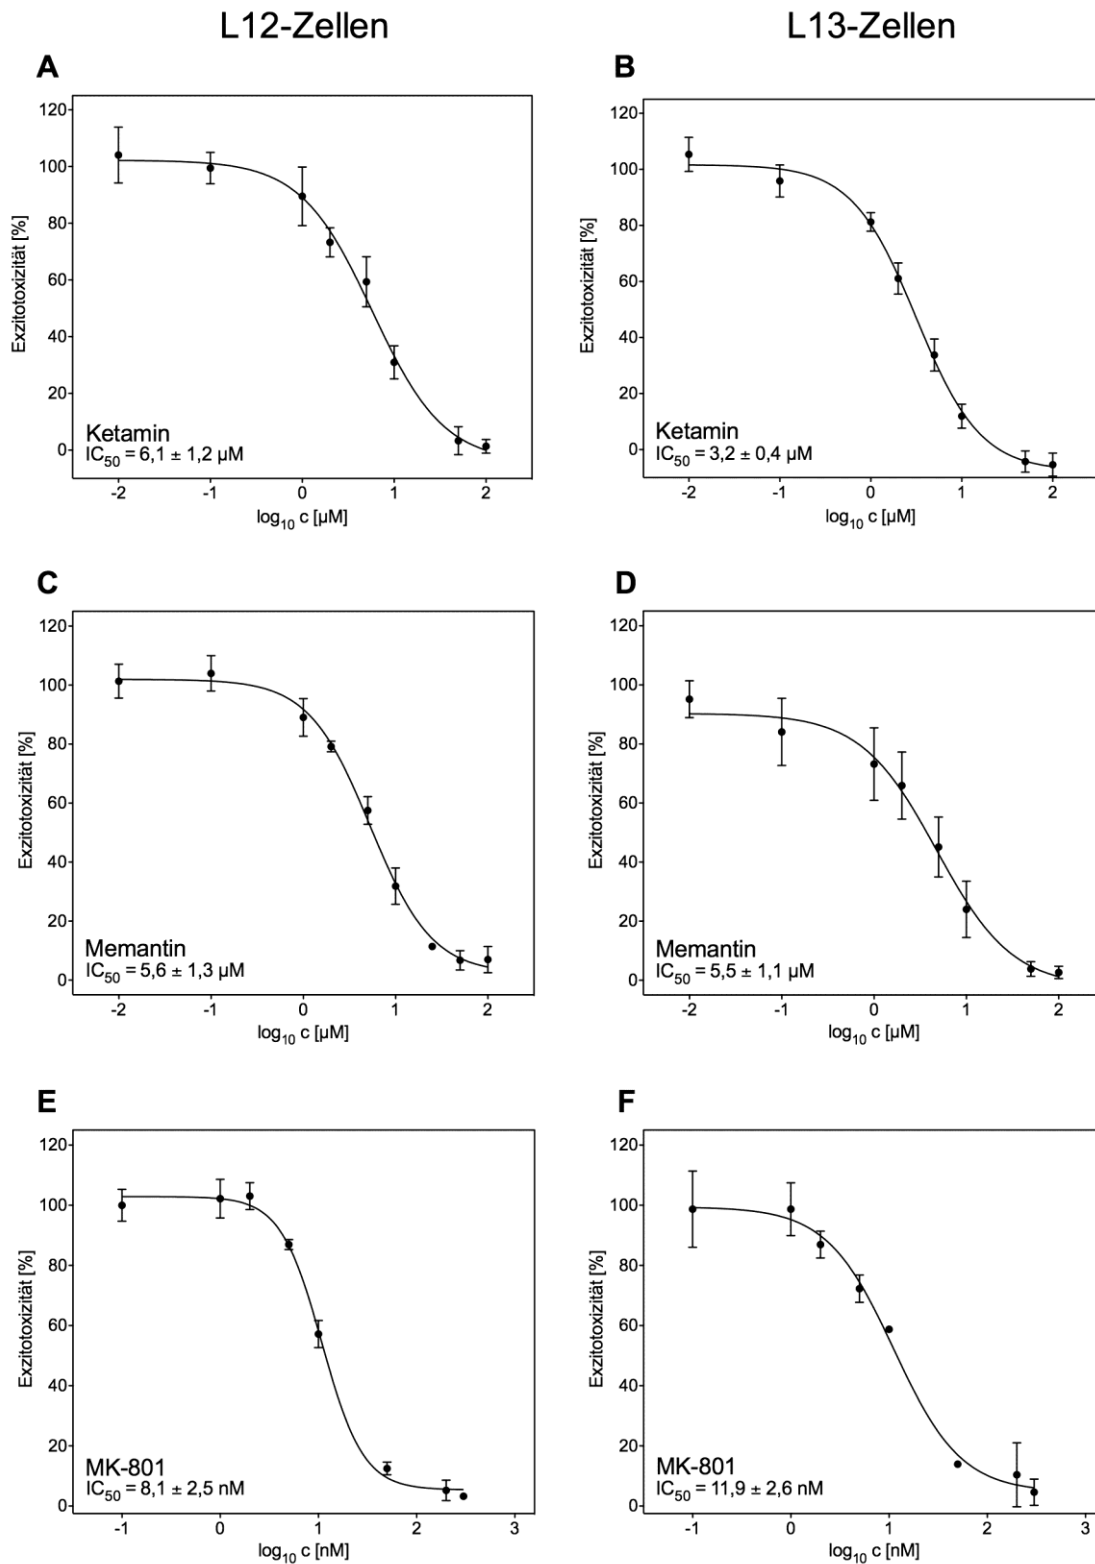 L12-Zellen
L13-Zellen
A
120
100
80
60
40
20
0
Exzitotoxizität [%]
Ketamin
IC50 = 6,1 ± 1,2 µM
-2 -1 0 1 2
log10 c [µM]
B
120
100
80
60
40
20
0
Exzitotoxizität [%]
Ketamin
IC50 = 3,2 ± 0,4 µM
-2 -1 0 1 2
log10 c [µM]
C
120
100
80
60
40
20
0
Exzitotoxizität [%]
Memantin
IC50 = 5,6 ± 1,3 µM
-2 -1 0 1 2
log10 c [µM]
D
120
100
80
60
40
20
0
Exzitotoxizität [%]
Memantin
IC50 = 5,5 ± 1,1 µM
-2 -1 0 1 2
log10 c [µM]
E
120
100
80
60
40
20
0
Exzitotoxizität [%]
MK-801
IC50 = 8,1 ± 2,5 nM
-1 0 1 2 3
log10 c [nM]
F
120
100
80
60
40
20
0
Exzitotoxizität [%]
MK-801
IC50 = 11,9 ± 2,6 nM
-1 0 1 2 3
log10 c [nM]